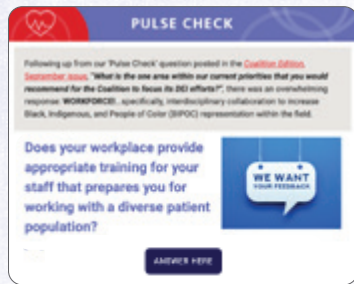 PULSE CHECK
Following up from our 'Pulse Check' question posted in the Coalition Edition,
September issue, "What is the one area within our current priorities that you would
recommend for the Coalition to focus its DEI efforts?", there was an overwhelming
response 'WORKFORCE!'...specifically, interdisciplinary collaboration to increase
Black, Indigenous, and People of Color (BIPOC) representation within the field.
Does your workplace provide
appropriate training for your
staff that prepares you for
working with a diverse patient
population?
WE WANT
YOUR FEEDBACK
ANSWER HERE